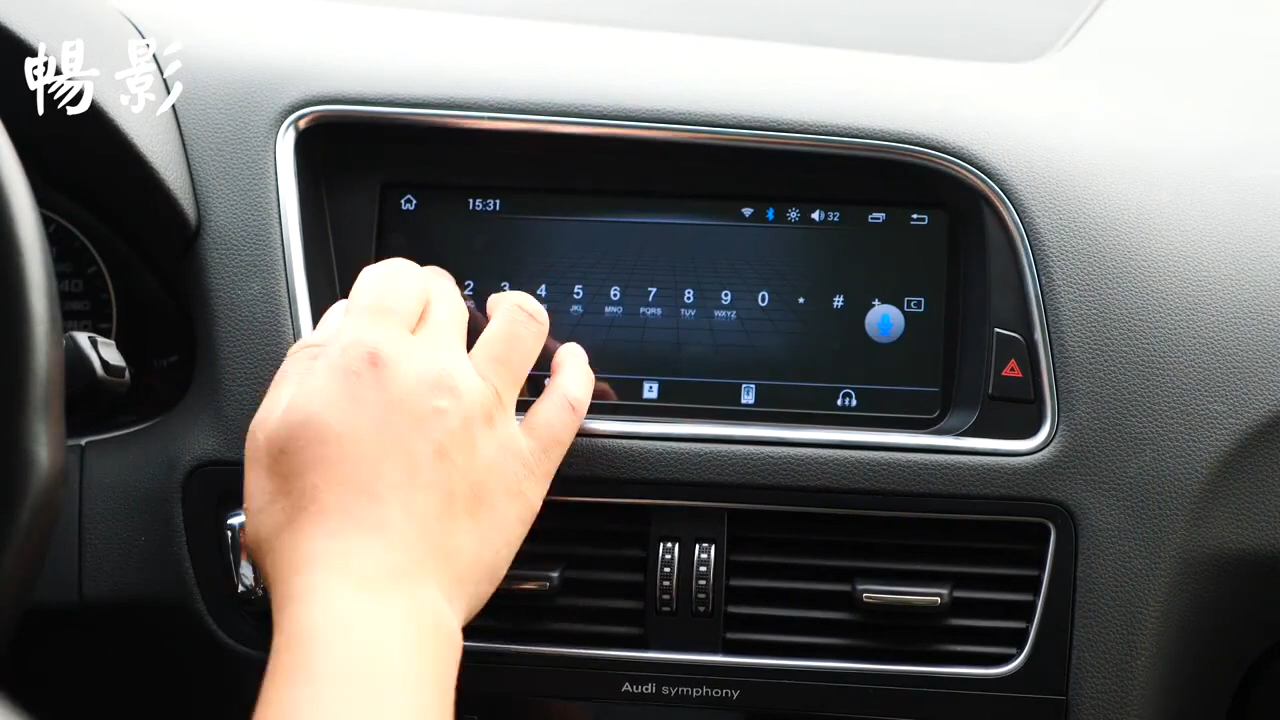 暢影
15:31
32
2 3 4 5 6 7 8 9 0 * # + C
JKL MNO PQRS TUV WXYZ
Audi symphony